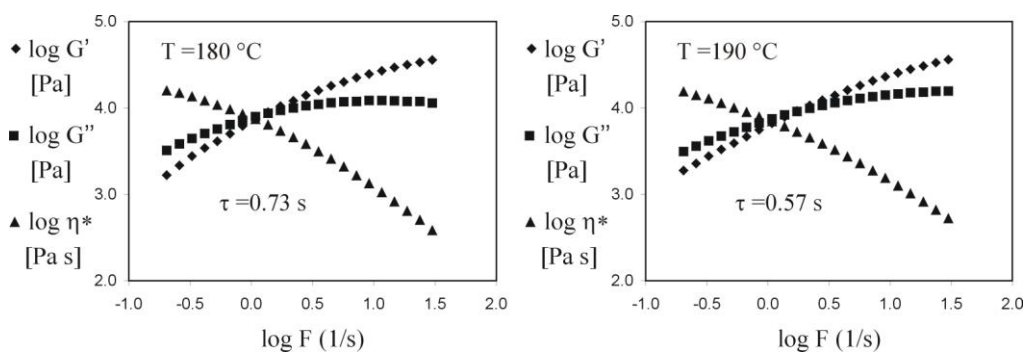 log G’
[Pa]
log G’’
[Pa]
log η*
[Pa s]
5.0
4.0
3.0
2.0
T =180 °C
τ =0.73 s
-1.0
-0.5
0.0
0.5
1.0
1.5
2.0
log F (1/s)
log G’
[Pa]
log G’’
[Pa]
log η*
[Pa s]
5.0
4.0
3.0
2.0
T =190 °C
τ =0.57 s
-1.0
-0.5
0.0
0.5
1.0
1.5
2.0
log F (1/s)